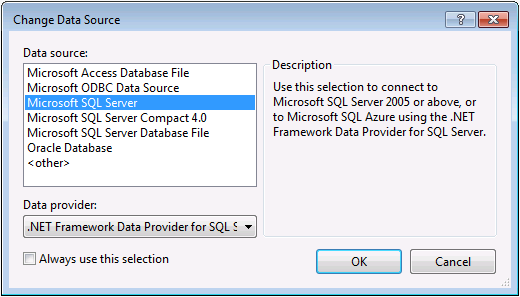 Change Data Source
?
Data source:
Microsoft Access Database File
Microsoft ODBC Data Source
Microsoft SQL Server
Microsoft SQL Server Compact 4.0
Microsoft SQL Server Database File
Oracle Database
<other>
Description
Use this selection to connect to
Microsoft SQL Server 2005 or above, or
to Microsoft SQL Azure using the .NET
Framework Data Provider for SQL Server.
Data provider:
.NET Framework Data Provider for SQL S
Always use this selection
OK
Cancel